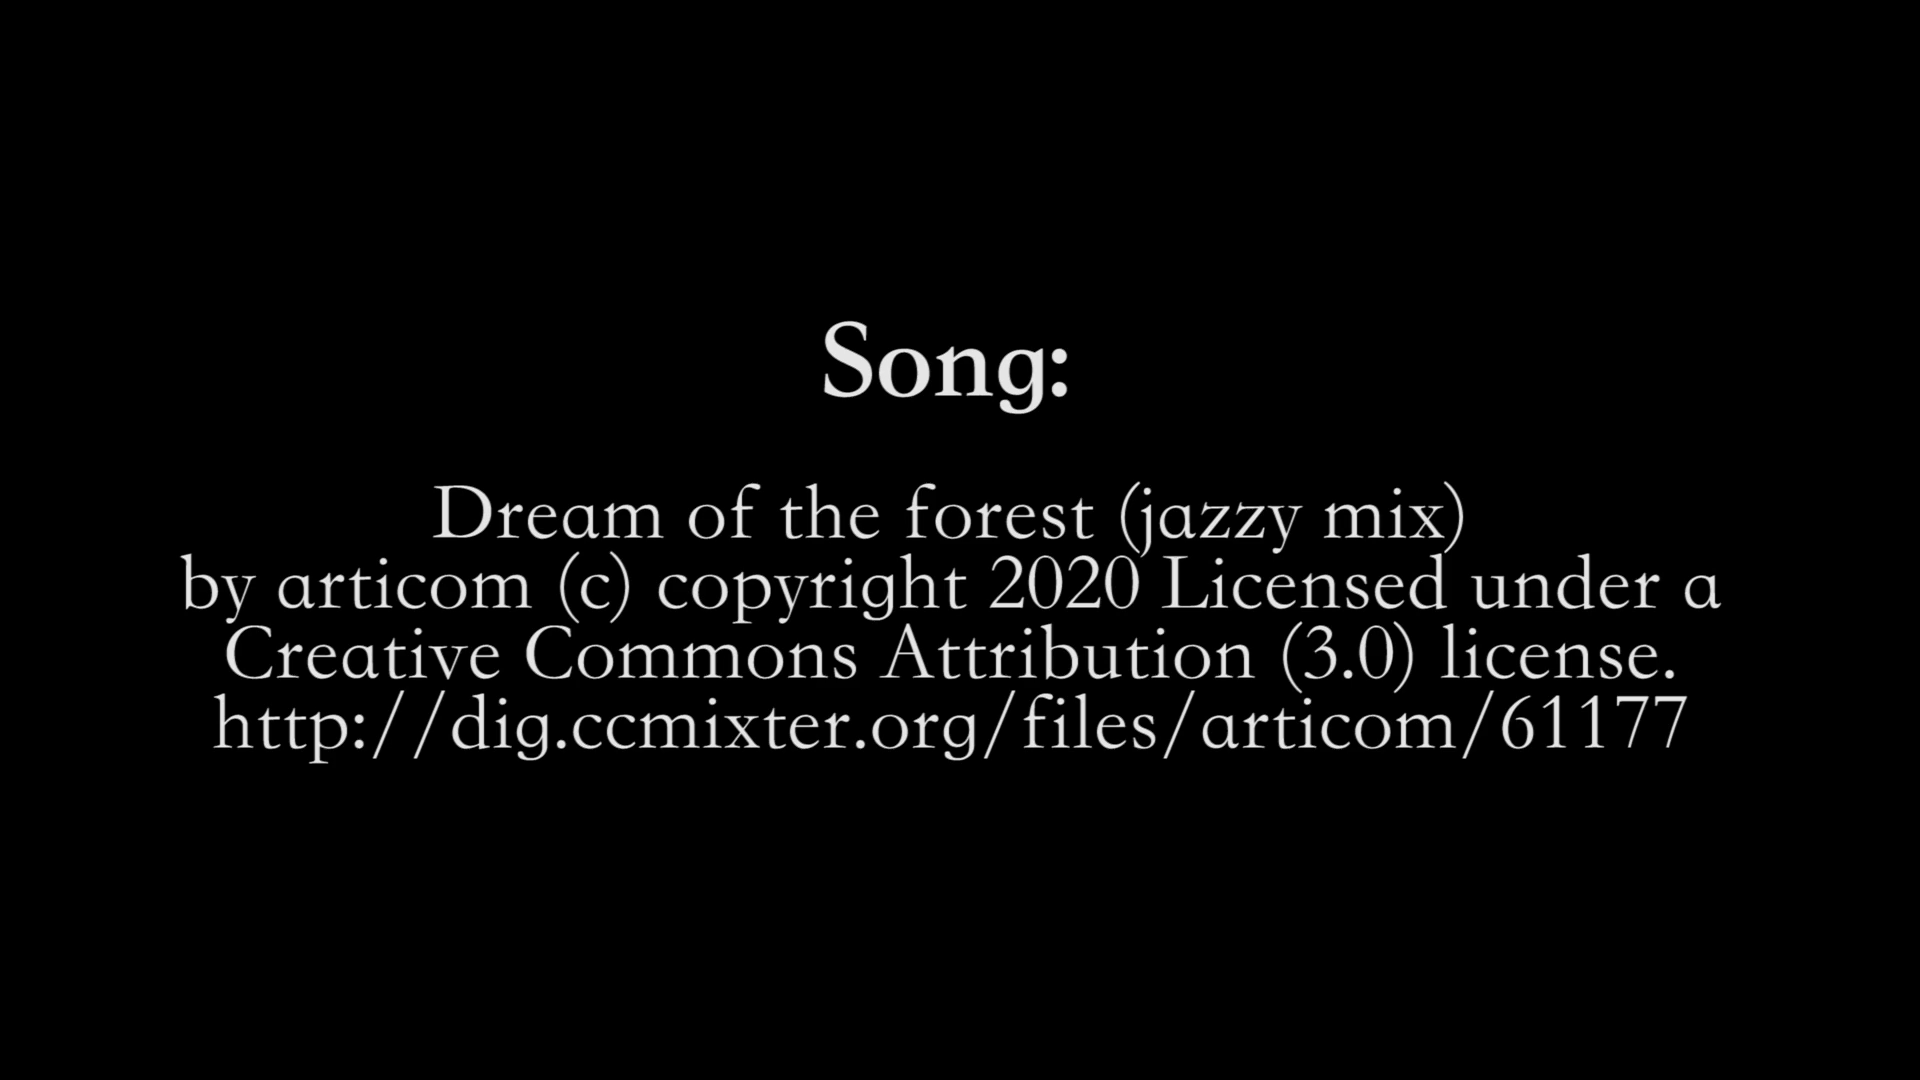 Song:
Dream of the forest (jazzy mix)
by articom (c) copyright 2020 Licensed under a
Creative Commons Attribution (3.0) license.
http://dig.ccmixter.org/files/articom/61177